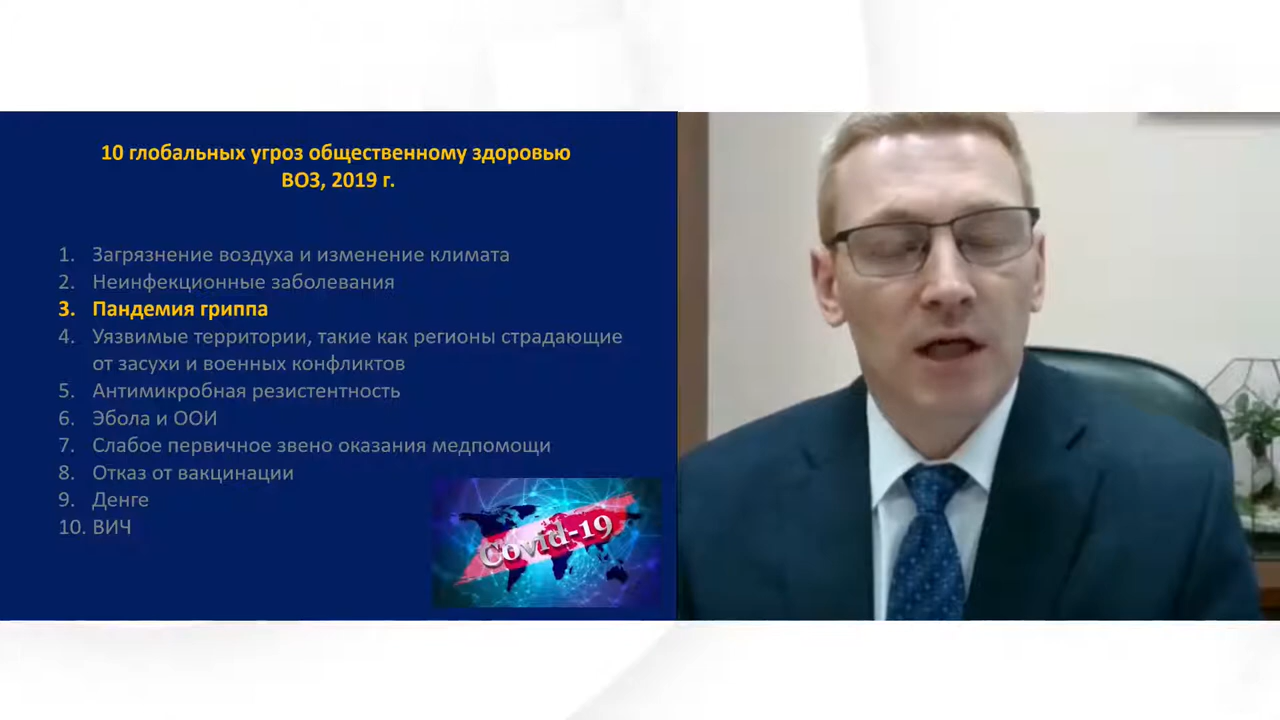 10 глобальных угроз общественному здоровью
ВОЗ, 2019 г.
1. Загрязнение воздуха и изменение климата
2. Неинфекционные заболевания
3. Пандемия гриппа
4. Уязвимые территории, такие как регионы страдающие
от засухи и военных конфликтов
5. Антимикробная резистентность
6. Эбола и ООИ
7. Слабое первичное звено оказания медпомощи
8. Отказ от вакцинации
9. Денге
10. ВИЧ
Covid-19